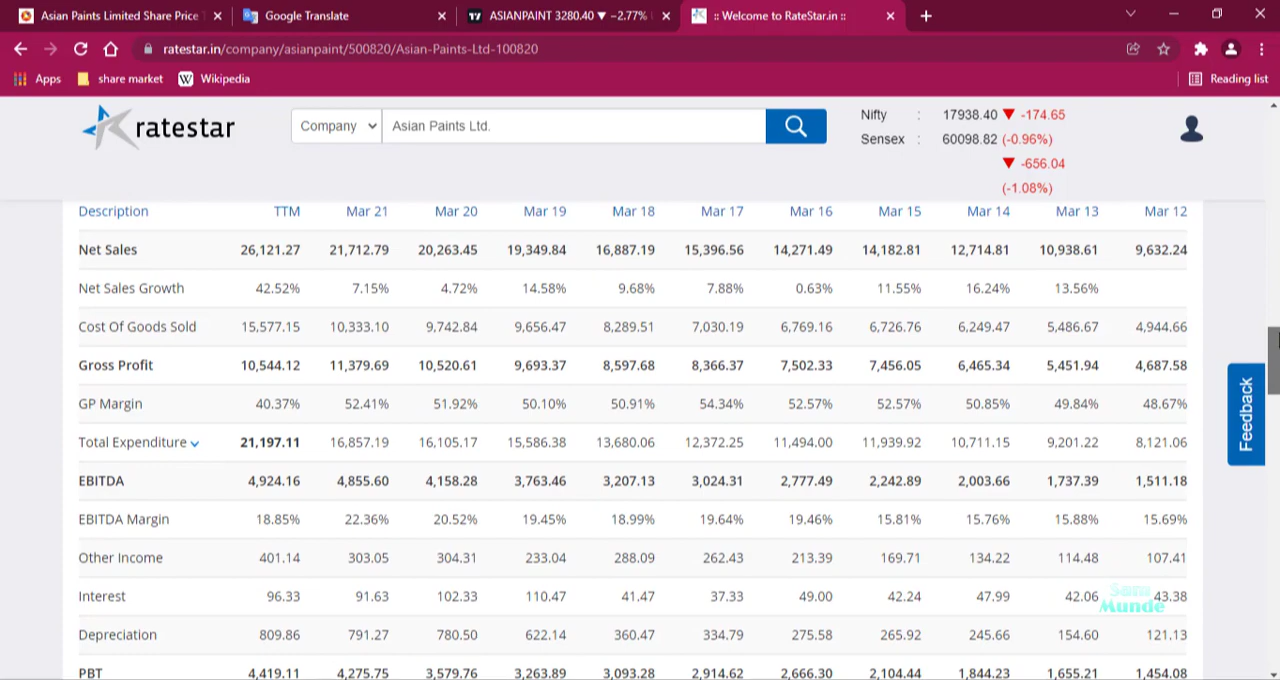 Asian Paints Limited Share Price
Google Translate
ASIANPAINT 3280.40 ▼ −2.77%
:: Welcome to RateStar.in ::
ratestar.in/company/asianpaint/500820/Asian-Paints-Ltd-100820
Apps share market Wikipedia Reading list
ratestar
Company Asian Paints Ltd.
Nifty : 17938.40 ▼ -174.65
Sensex : 60098.82 (-0.96%)
▼ -656.04
(-1.08%)
Description TTM Mar 21 Mar 20 Mar 19 Mar 18 Mar 17 Mar 16 Mar 15 Mar 14 Mar 13 Mar 12
Net Sales 26,121.27 21,712.79 20,263.45 19,349.84 16,887.19 15,396.56 14,271.49 14,182.81 12,714.81 10,938.61 9,632.24
Net Sales Growth 42.52% 7.15% 4.72% 14.58% 9.68% 7.88% 0.63% 11.55% 16.24% 13.56%
Cost Of Goods Sold 15,577.15 10,333.10 9,742.84 9,656.47 8,289.51 7,030.19 6,769.16 6,726.76 6,249.47 5,486.67 4,944.66
Gross Profit 10,544.12 11,379.69 10,520.61 9,693.37 8,597.68 8,366.37 7,502.33 7,456.05 6,465.34 5,451.94 4,687.58
GP Margin 40.37% 52.41% 51.92% 50.10% 50.91% 54.34% 52.57% 52.57% 50.85% 49.84% 48.67%
Total Expenditure 21,197.11 16,857.19 16,105.17 15,586.38 13,680.06 12,372.25 11,494.00 11,939.92 10,711.15 9,201.22 8,121.06
EBITDA 4,924.16 4,855.60 4,158.28 3,763.46 3,207.13 3,024.31 2,777.49 2,242.89 2,003.66 1,737.39 1,511.18
EBITDA Margin 18.85% 22.36% 20.52% 19.45% 18.99% 19.64% 19.46% 15.81% 15.76% 15.88% 15.69%
Other Income 401.14 303.05 304.31 233.04 288.09 262.43 213.39 169.71 134.22 114.48 107.41
Interest 96.33 91.63 102.33 110.47 41.47 37.33 49.00 42.24 47.99 42.06 43.38
Depreciation 809.86 791.27 780.50 622.14 360.47 334.79 275.58 265.92 245.66 154.60 121.13
PBT 4,419.11 4,275.75 3,579.76 3,263.89 3,093.28 2,914.62 2,666.30 2,104.44 1,844.23 1,655.21 1,454.08
Feedback
Sam
Munde